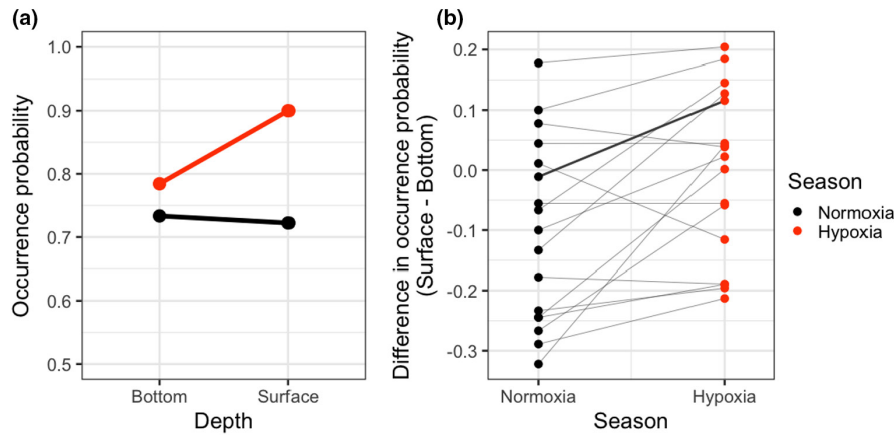 (a)
Occurrence probability
1.0
0.9
0.8
0.7
0.6
0.5
Bottom
Surface
Depth
(b)
Difference in occurrence probability
(Surface - Bottom)
0.2
0.1
0.0
-0.1
-0.2
-0.3
Normoxia
Hypoxia
Season
Season
Normoxia
Hypoxia